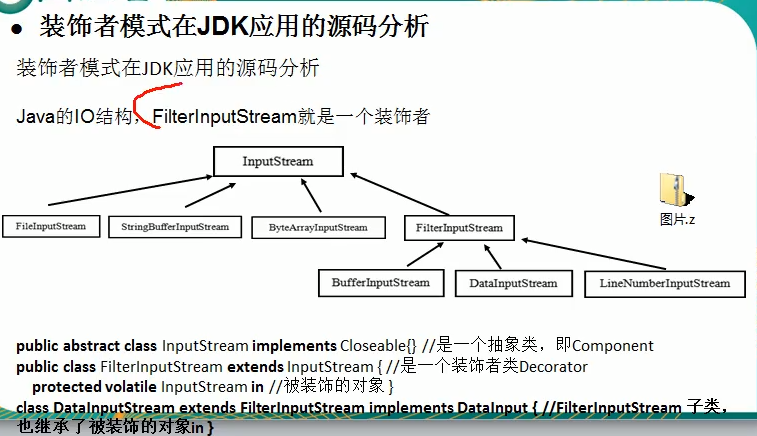 ● 装饰者模式在JDK应用的源码分析
装饰者模式在JDK应用的源码分析
Java的IO结构，FilterInputStream就是一个装饰者
InputStream
FileInputStream
StringBufferInputStream
ByteArrayInputStream
FilterInputStream
BufferInputStream
DataInputStream
LineNumberInputStream
图片.z
public abstract class InputStream implements Closeable{} //是一个抽象类，即Component
public class FilterInputStream extends InputStream { //是一个装饰者类Decorator
protected volatile InputStream in //被装饰的对象 }
class DataInputStream extends FilterInputStream implements DataInput { //FilterInputStream 子类，
也继承了被装饰的对象in }